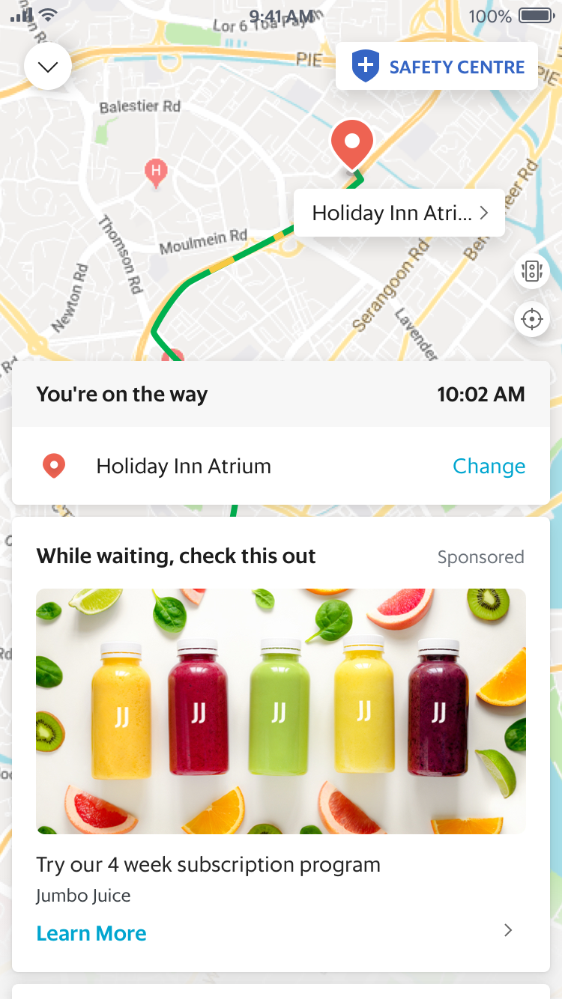 9:41 AM
100%
Lor 6 Toa Payoh
PIE
SAFETY CENTRE
PIE
Balestier Rd
H
Holiday Inn Atri...
Thomson Rd
Moulmein Rd
Newton Rd
Serangoon Rd
Lavender
Rd
You're on the way
10:02 AM
Holiday Inn Atrium
Change
While waiting, check this out
Sponsored
Rd
JJ
JJ
JJ
JJ
JJ
Try our 4 week subscription program
Jumbo Juice
Learn More